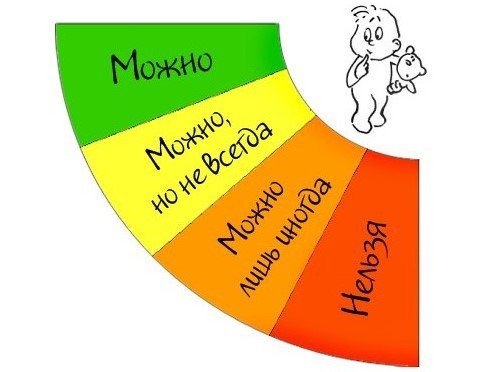 Можно
Можно,
но не всегда
Можно
лишь иногда
Нельзя